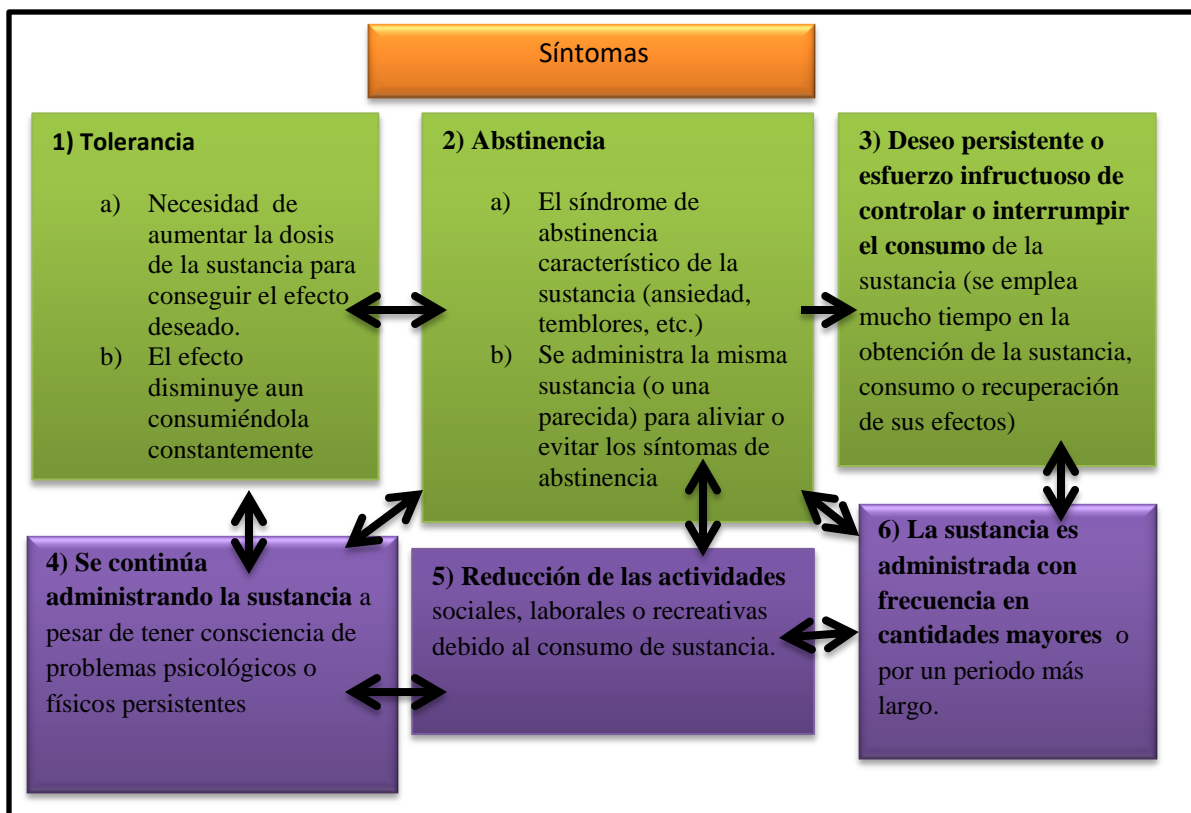 Síntomas
1) Tolerancia
a) Necesidad de
aumentar la dosis
de la sustancia para
conseguir el efecto
deseado.
b) El efecto
disminuye aun
consumiéndola
constantemente
2) Abstinencia
a) El síndrome de
abstinencia
característico de la
sustancia (ansiedad,
temblores, etc.)
b) Se administra la misma
sustancia (o una
parecida) para aliviar o
evitar los síntomas de
abstinencia
3) Deseo persistente o
esfuerzo infructuoso de
controlar o interrumpir
el consumo de la
sustancia (se emplea
mucho tiempo en la
obtención de la sustancia,
consumo o recuperación
de sus efectos)
4) Se continúa
administrando la sustancia a
pesar de tener consciencia de
problemas psicológicos o
físicos persistentes
5) Reducción de las actividades
sociales, laborales o recreativas
debido al consumo de sustancia.
6) La sustancia es
administrada con
frecuencia en
cantidades mayores o
por un periodo más
largo.